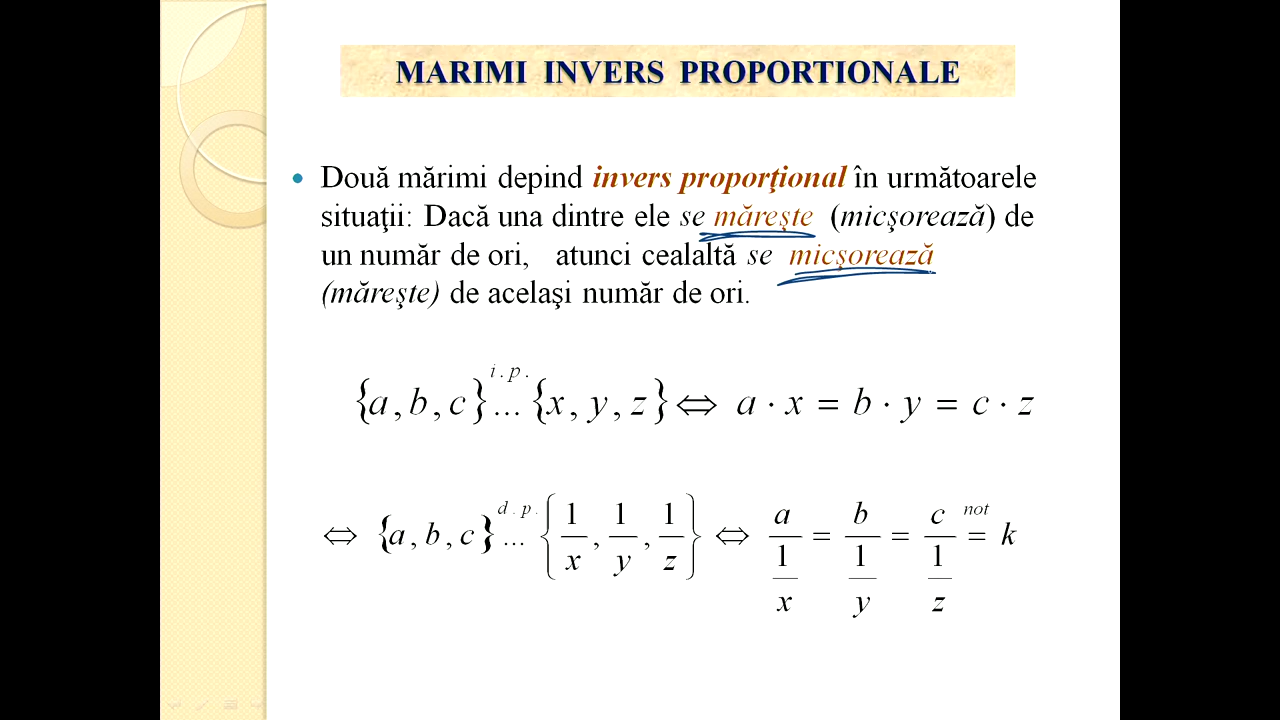 MARIMI INVERS PROPORTIONALE
• Două mărimi depind invers proporţional în următoarele
situaţii: Dacă una dintre ele se măreşte (micşorează) de
un număr de ori, atunci cealaltă se micşorează
(măreşte) de acelaşi număr de ori.
{a, b, c} i.p. ... {x, y, z} ⇔ a · x = b · y = c · z
⇔ {a, b, c} d.p. ... {1/x, 1/y, 1/z} ⇔ a/(1/x) = b/(1/y) = c/(1/z) not = k